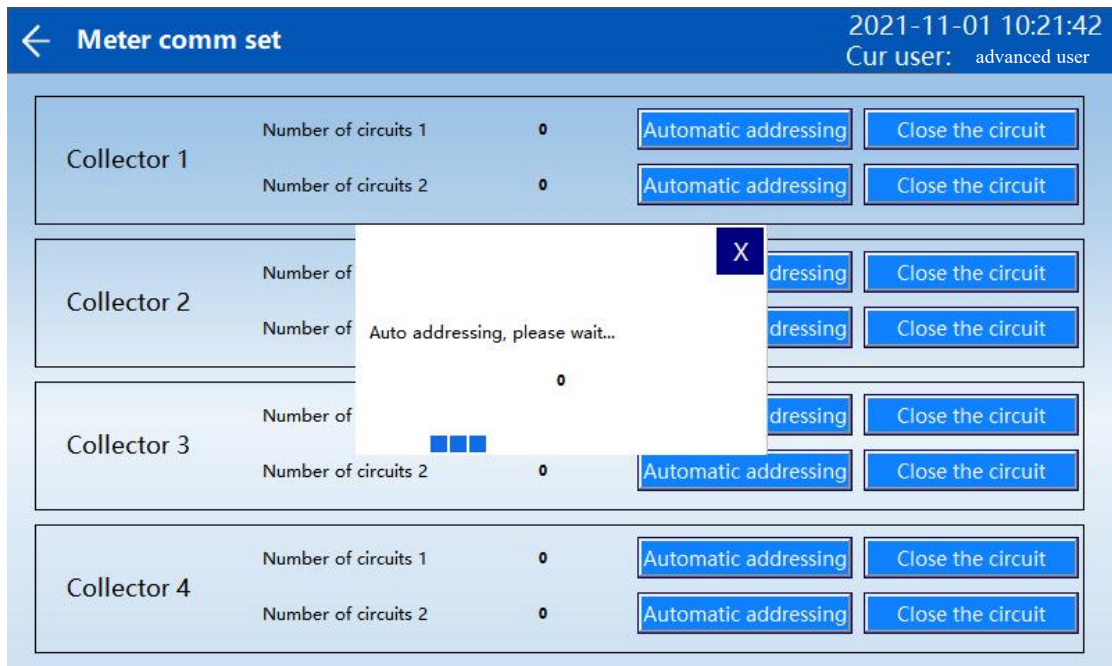 Meter comm set
2021-11-01 10:21:42
Cur user: advanced user
Collector 1
Number of circuits 1 0 Automatic addressing Close the circuit
Number of circuits 2 0 Automatic addressing Close the circuit
X
Collector 2
Number of dressing Close the circuit
Number of dressing Close the circuit
Auto addressing, please wait...
0
Collector 3
Number of dressing Close the circuit
Number of circuits 2 0 Automatic addressing Close the circuit
Collector 4
Number of circuits 1 0 Automatic addressing Close the circuit
Number of circuits 2 0 Automatic addressing Close the circuit